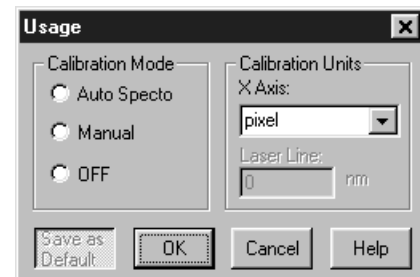 Usage
Calibration Mode
Auto Specto
Manual
OFF
Calibration Units
X Axis:
pixel
Laser Line:
0 nm
Save as
Default
OK
Cancel
Help